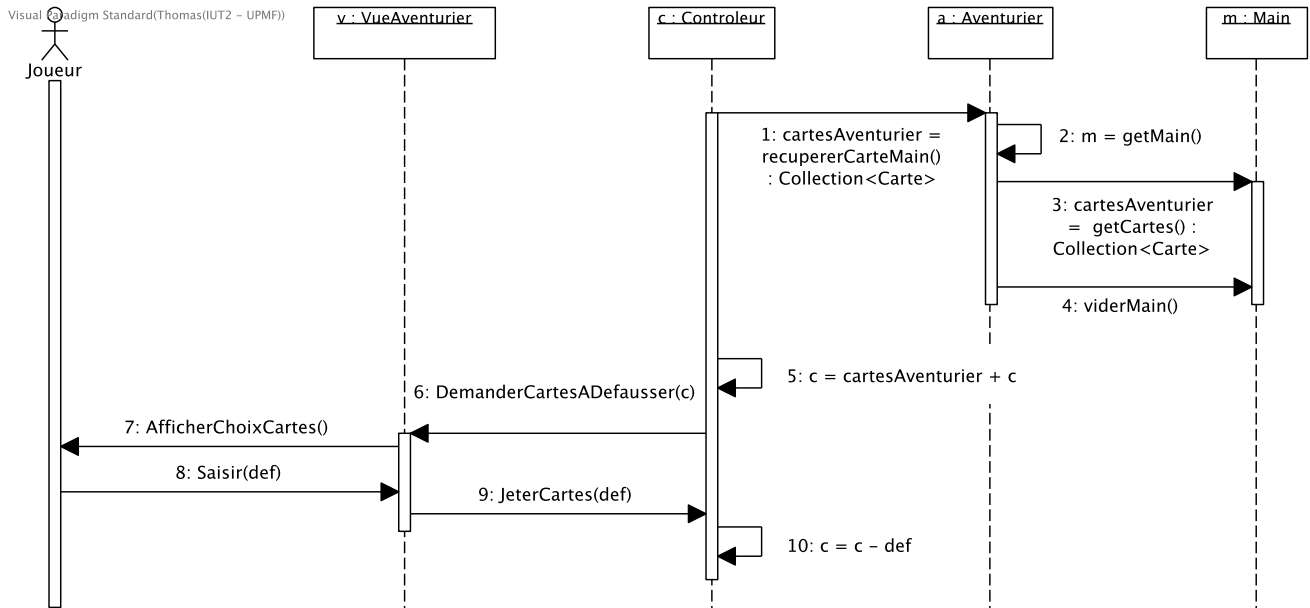 Visual Paradigm Standard(Thomas(IUT2 - UPMF))
v : VueAventurier
c : Controleur
a : Aventurier
m : Main
Joueur
1: cartesAventurier =
recupererCarteMain()
: Collection<Carte>
2: m = getMain()
3: cartesAventurier
= getCartes() :
Collection<Carte>
4: viderMain()
5: c = cartesAventurier + c
6: DemanderCartesADefausser(c)
7: AfficherChoixCartes()
8: Saisir(def)
9: JeterCartes(def)
10: c = c - def